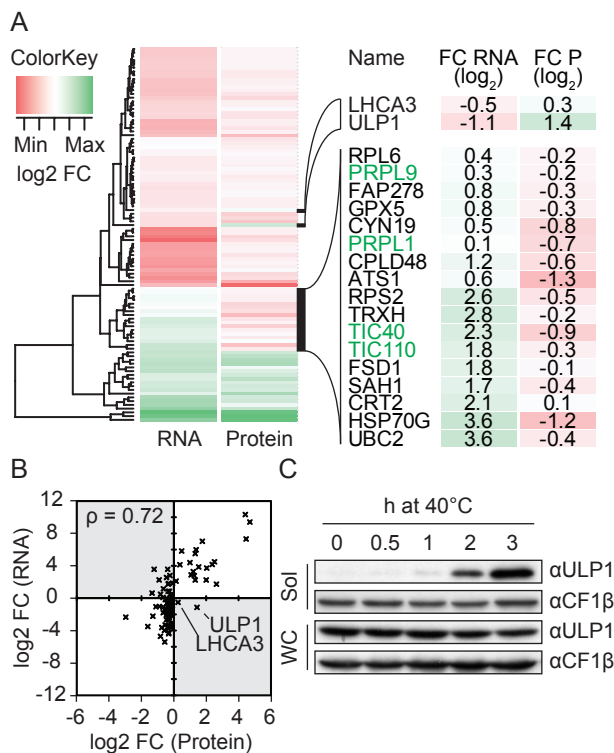 A
ColorKey
Min Max
log2 FC
RNA Protein
Name FC RNA (log2) FC P (log2)
LHCA3 -0.5 0.3
ULP1 -1.1 1.4
RPL6 0.4 -0.2
PRPL9 0.3 -0.2
FAP278 0.8 -0.3
GPX5 0.8 -0.3
CYN19 0.5 -0.8
PRPL1 0.1 -0.7
CPLD48 1.2 -0.6
ATS1 0.6 -1.3
RPS2 2.6 -0.5
TRXH 2.8 -0.2
TIC40 2.3 -0.9
TIC110 1.8 -0.3
FSD1 1.8 -0.1
SAH1 1.7 -0.4
CRT2 2.1 0.1
HSP70G 3.6 -1.2
UBC2 3.6 -0.4
B
ρ = 0.72
12
8
4
0
-4
-8
-12
log2 FC (RNA)
ULP1
LHCA3
-6 -4 -2 0 2 4 6
log2 FC (Protein)
C
h at 40°C
0 0.5 1 2 3
Sol
αULP1
αCF1β
WC
αULP1
αCF1β